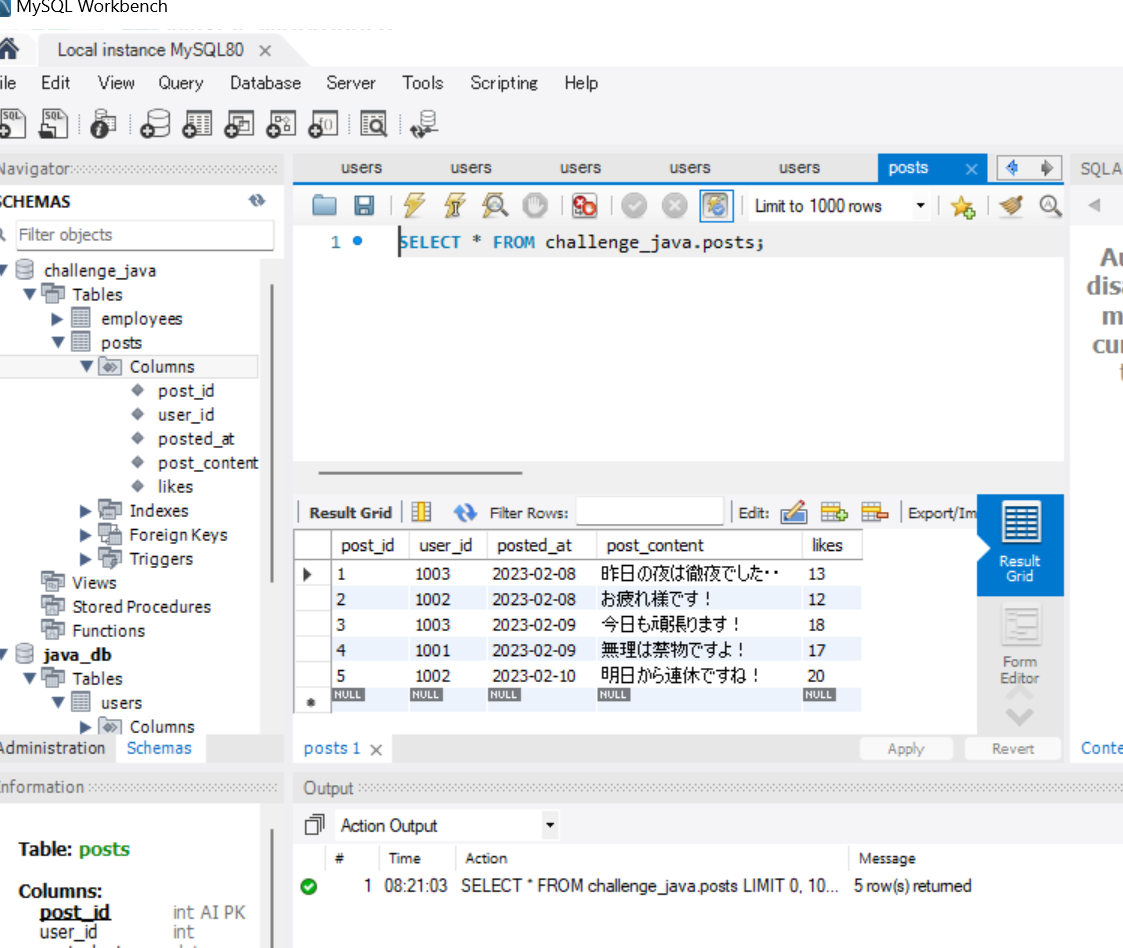 MySQL Workbench
Local instance MySQL80
ile Edit View Query Database Server Tools Scripting Help
Navigator
SCHEMAS
Filter objects
challenge_java
Tables
employees
posts
Columns
post_id
user_id
posted_at
post_content
likes
Indexes
Foreign Keys
Triggers
Views
Stored Procedures
Functions
java_db
Tables
users
Columns
Administration Schemas
Information
Table: posts
Columns:
post_id int AI PK
user_id int
users users users users users posts
Limit to 1000 rows
1 SELECT * FROM challenge_java.posts;
Result Grid Filter Rows: Edit: Export/Im
post_id user_id posted_at post_content likes
1 1003 2023-02-08 昨日の夜は徹夜でした・・ 13
2 1002 2023-02-08 お疲れ様です！ 12
3 1003 2023-02-09 今日も頑張ります！ 18
4 1001 2023-02-09 無理は禁物ですよ！ 17
5 1002 2023-02-10 明日から連休ですね！ 20
NULL NULL NULL NULL NULL
Result
Grid
Form
Editor
posts 1 Apply Revert
Output
Action Output
# Time Action Message
1 08:21:03 SELECT * FROM challenge_java.posts LIMIT 0, 10... 5 row(s) returned
SQLA
Au
disa
m
cur
t
Conte